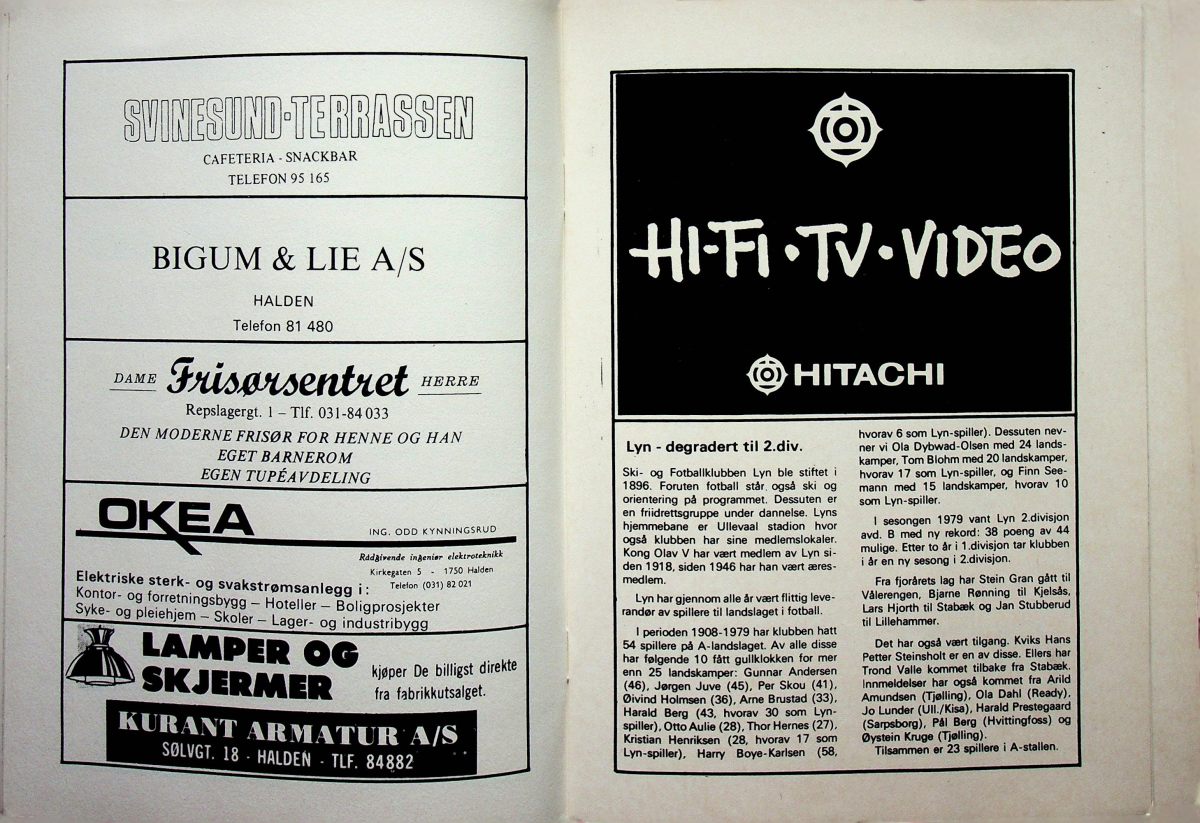 SVINESUND-TERRASSEN
CAFETERIA - SNACKBAR
TELEFON 95 165
BIGUM & LIE A/S
HALDEN
Telefon 81 480
DAME Frisørsentret HERRE
Repslagergt. 1 – Tlf. 031-84 033
DEN MODERNE FRISØR FOR HENNE OG HAN
EGET BARNEROM
EGEN TUPÉAVDELING
OKEA
ING. ODD KYNNINGSRUD
Rådgivende ingeniør elektroteknikk
Kirkegaten 5 - 1750 Halden
Telefon (031) 82 021
Elektriske sterk- og svakstrømsanlegg i:
Kontor- og forretningsbygg – Hoteller – Boligprosjekter
Syke- og pleiehjem – Skoler – Lager- og industribygg
LAMPER OG
SKJERMER
kjøper De billigst direkte
fra fabrikkutsalget.
KURANT ARMATUR A/S
SØLVGT. 18 - HALDEN - TLF. 84882
HI-FI • TV • VIDEO
HITACHI
Lyn - degradert til 2.div.
Ski- og Fotballklubben Lyn ble stiftet i
1896. Foruten fotball står også ski og
orientering på programmet. Dessuten er
en friidrettsgruppe under dannelse. Lyns
hjemmebane er Ullevaal stadion hvor
også klubben har sine medlemslokaler.
Kong Olav V har vært medlem av Lyn si-
den 1918, siden 1946 har han vært æres-
medlem.
Lyn har gjennom alle år vært flittig leve-
randør av spillere til landslaget i fotball.
I perioden 1908-1979 har klubben hatt
54 spillere på A-landslaget. Av alle disse
har følgende 10 fått gullklokken for mer
enn 25 landskamper: Gunnar Andersen
(46), Jørgen Juve (45), Per Skou (41),
Øivind Holmsen (36), Arne Brustad (33),
Harald Berg (43, hvorav 30 som Lyn-
spiller), Otto Aulie (28), Thor Hernes (27),
Kristian Henriksen (28, hvorav 17 som
Lyn-spiller), Harry Boye-Karlsen (58,
hvorav 6 som Lyn-spiller). Dessuten nev-
ner vi Ola Dybwad-Olsen med 24 lands-
kamper, Tom Blohm med 20 landskamper,
hvorav 17 som Lyn-spiller, og Finn See-
mann med 15 landskamper, hvorav 10
som Lyn-spiller.
I sesongen 1979 vant Lyn 2.divisjon
avd. B med ny rekord: 38 poeng av 44
mulige. Etter to år i 1.divisjon tar klubben
i år en ny sesong i 2.divisjon.
Fra fjorårets lag har Stein Gran gått til
Vålerengen, Bjarne Rønning til Kjelsås,
Lars Hjorth til Stabæk og Jan Stubberud
til Lillehammer.
Det har også vært tilgang. Kviks Hans
Petter Steinsholt er en av disse. Ellers har
Trond Valle kommet tilbake fra Stabæk.
Innmeldelser har også kommet fra Arild
Amundsen (Tjølling), Ola Dahl (Ready),
Jo Lunder (Ull./Kisa), Harald Prestegaard
(Sarpsborg), Pål Berg (Hvittingfoss) og
Øystein Kruge (Tjølling).
Tilsammen er 23 spillere i A-stallen.